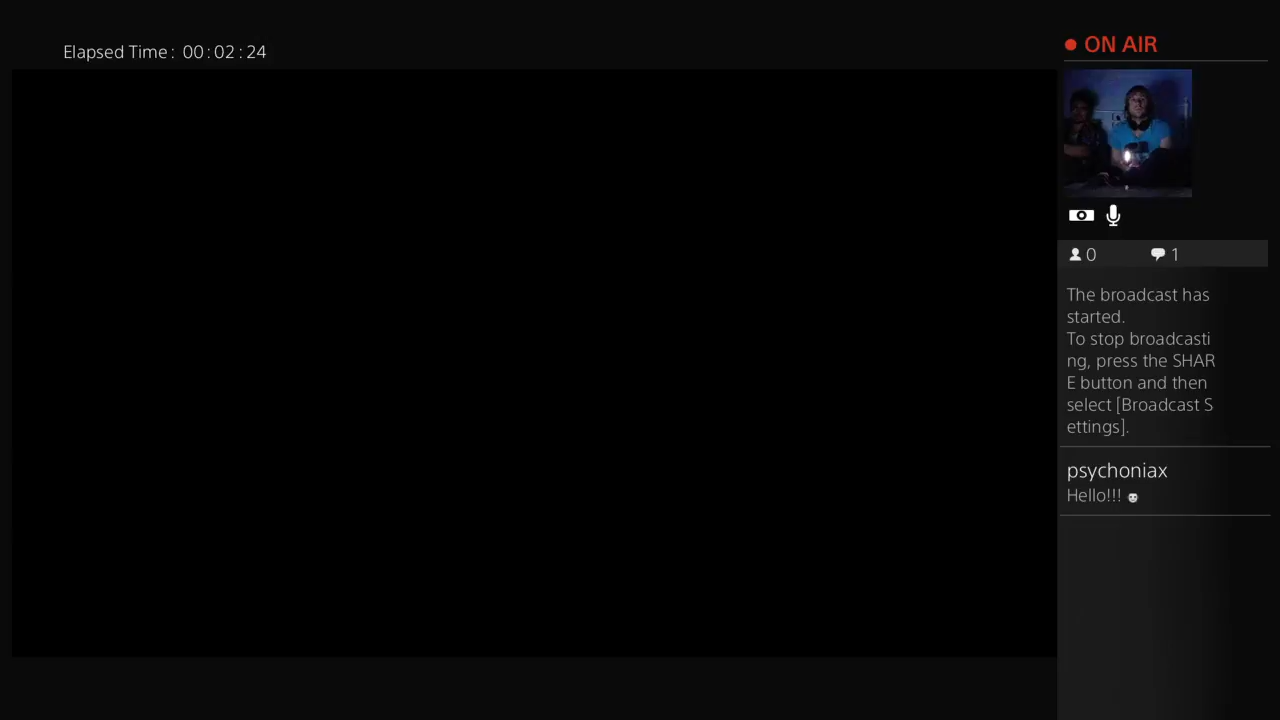 Elapsed Time: 00:02:24
ON AIR
0 1
The broadcast has
started.
To stop broadcasti
ng, press the SHAR
E button and then
select [Broadcast S
ettings].
psychoniax
Hello!!!